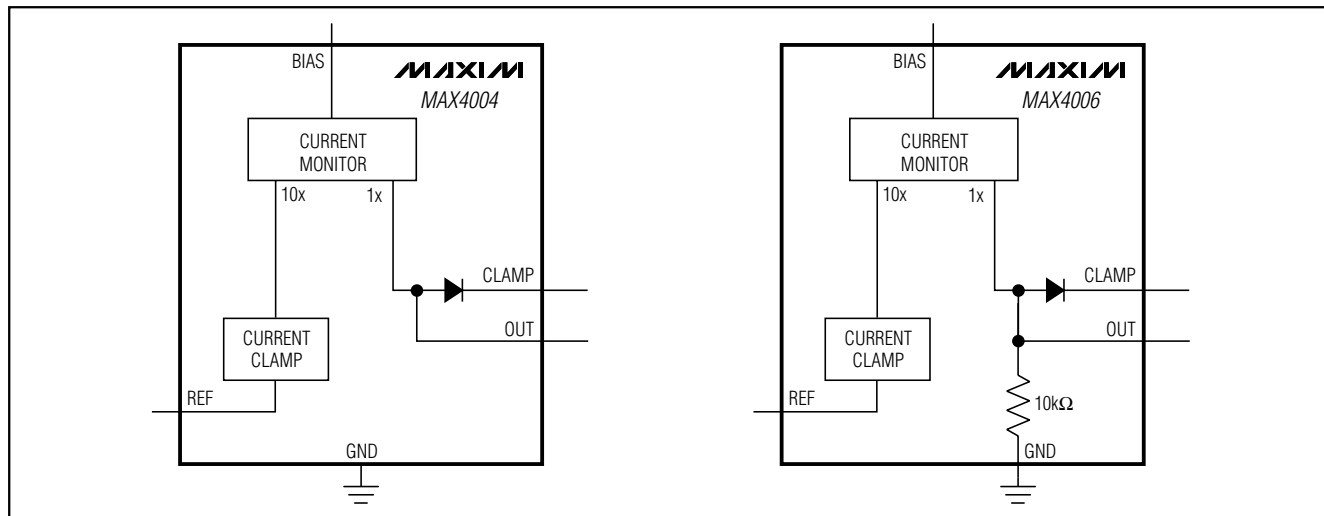 BIAS
MAXIM
MAX4004
CURRENT
MONITOR
10x
1x
CLAMP
OUT
CURRENT
CLAMP
REF
GND
BIAS
MAXIM
MAX4006
CURRENT
MONITOR
10x
1x
CLAMP
OUT
CURRENT
CLAMP
REF
10kΩ
GND